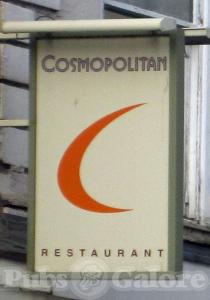 COSMOPOLITAN
RESTAURANT
Pubs Galore